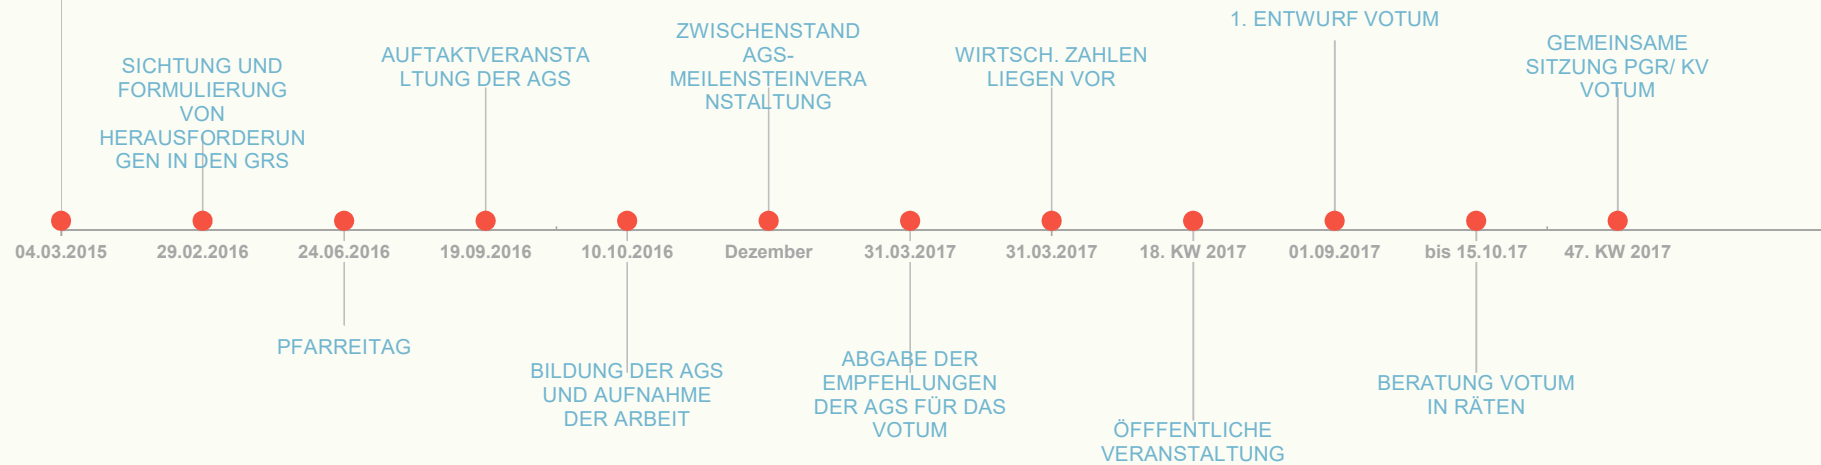 1. ENTWURF VOTUM
ZWISCHENSTAND
AGS-
MEILENSTEINVERA
NSTALTUNG
GEMEINSAME
SITZUNG PGR/ KV
VOTUM
AUFTAKTVERANSTA
LTUNG DER AGS
WIRTSCH. ZAHLEN
LIEGEN VOR
SICHTUNG UND
FORMULIERUNG
VON
HERAUSFORDERUN
GEN IN DEN GRS
04.03.2015
29.02.2016
24.06.2016
19.09.2016
10.10.2016
Dezember
31.03.2017
31.03.2017
18. KW 2017
01.09.2017
bis 15.10.17
47. KW 2017
PFARREITAG
BILDUNG DER AGS
UND AUFNAHME
DER ARBEIT
ABGABE DER
EMPFEHLUNGEN
DER AGS FÜR DAS
VOTUM
ÖFFFENTLICHE
VERANSTALTUNG
BERATUNG VOTUM
IN RÄTEN